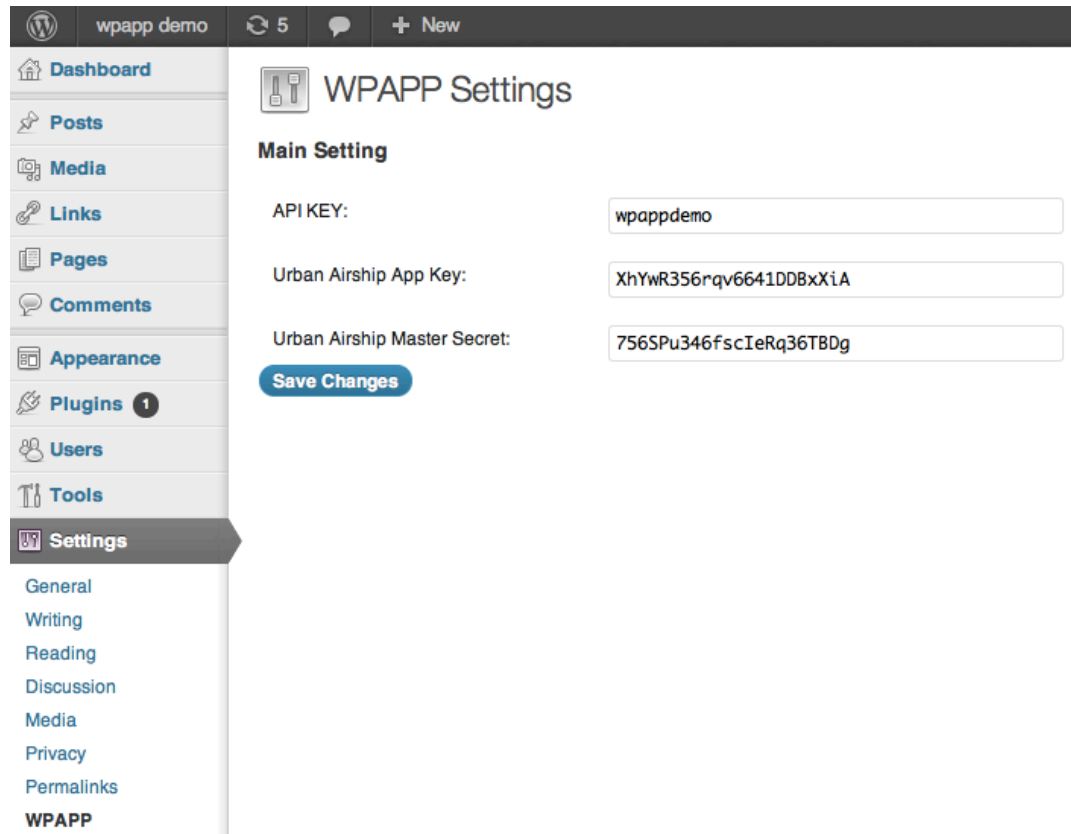 wpapp demo 5 + New
Dashboard
Posts
Media
Links
Pages
Comments
Appearance
Plugins 1
Users
Tools
Settings
General
Writing
Reading
Discussion
Media
Privacy
Permalinks
WPAPP
WPAPP Settings
Main Setting
API KEY: wpappdemo
Urban Airship App Key: XhYwR356rqv6641DDBxXiA
Urban Airship Master Secret: 756SPu346fscIeRq36TBDg
Save Changes